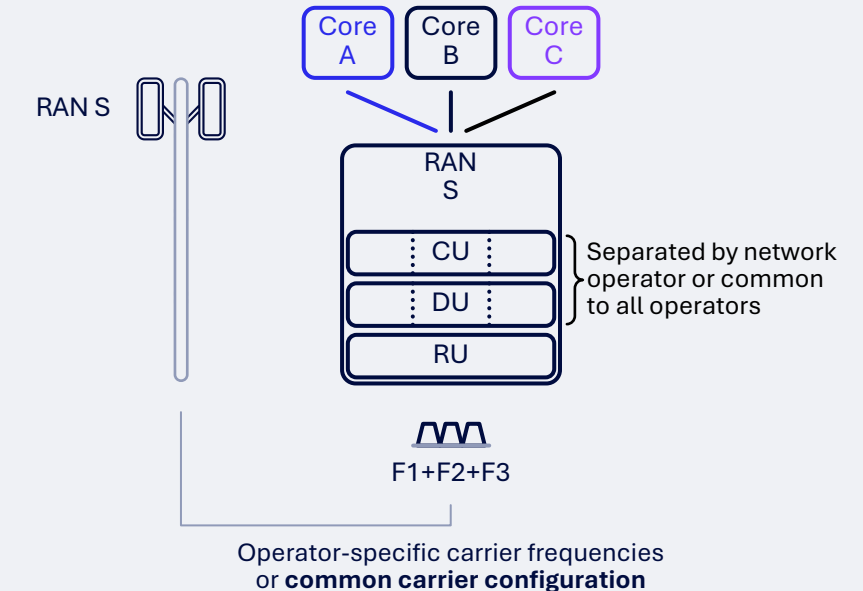 Core
A
Core
B
Core
C
RAN S
RAN
S
CU
DU
RU
Separated by network
operator or common
to all operators
F1+F2+F3
Operator-specific carrier frequencies
or common carrier configuration